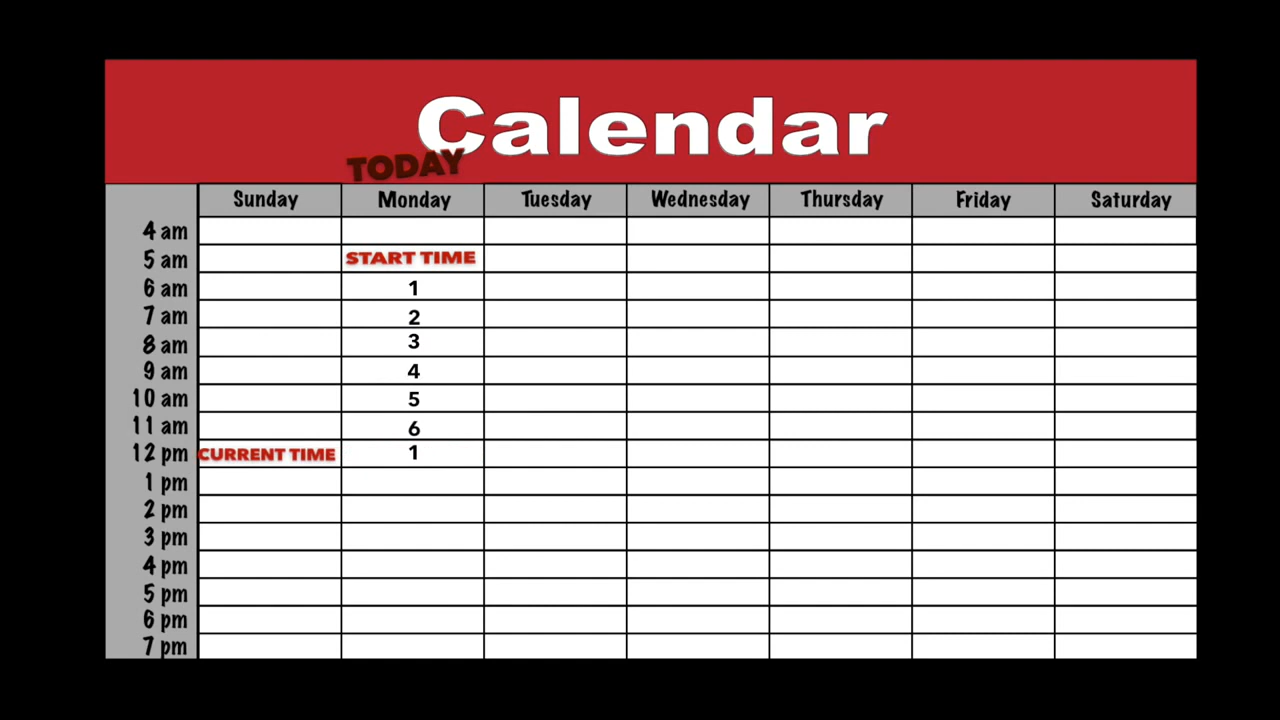 Calendar
TODAY
Sunday Monday Tuesday Wednesday Thursday Friday Saturday
4 am
5 am START TIME
6 am 1
7 am 2
8 am 3
9 am 4
10 am 5
11 am 6
12 pm CURRENT TIME 1
1 pm
2 pm
3 pm
4 pm
5 pm
6 pm
7 pm